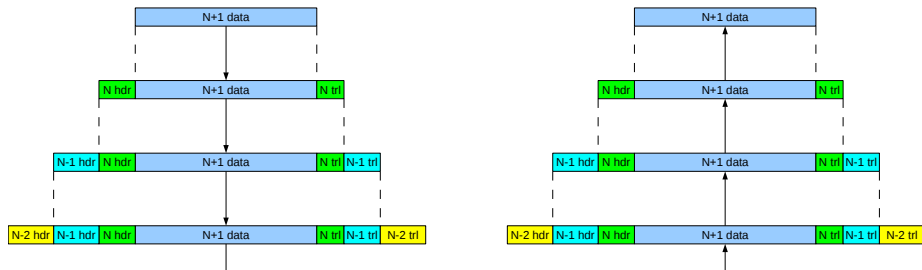 N+1 data
N+1 data
N hdr N+1 data N trl
N hdr N+1 data N trl
N-1 hdr N hdr N+1 data N trl N-1 trl
N-1 hdr N hdr N+1 data N trl N-1 trl
N-2 hdr N-1 hdr N hdr N+1 data N trl N-1 trl N-2 trl
N-2 hdr N-1 hdr N hdr N+1 data N trl N-1 trl N-2 trl